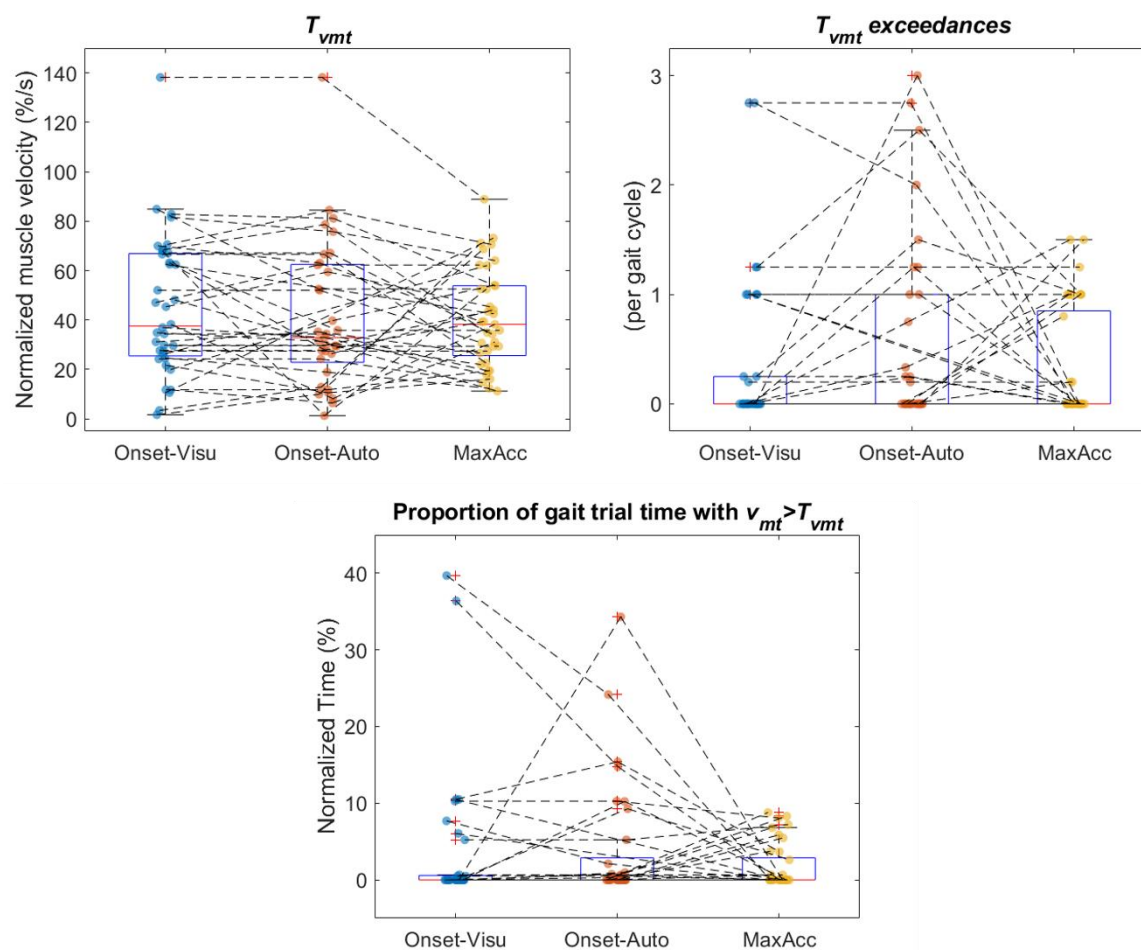 T_vmt
Normalized muscle velocity (%/s)
140
120
100
80
60
40
20
0
Onset-Visu Onset-Auto MaxAcc
T_vmt exceedances
(per gait cycle)
3
2
1
0
Onset-Visu Onset-Auto MaxAcc
Proportion of gait trial time with v_mt>T_vmt
Normalized Time (%)
40
30
20
10
0
Onset-Visu Onset-Auto MaxAcc